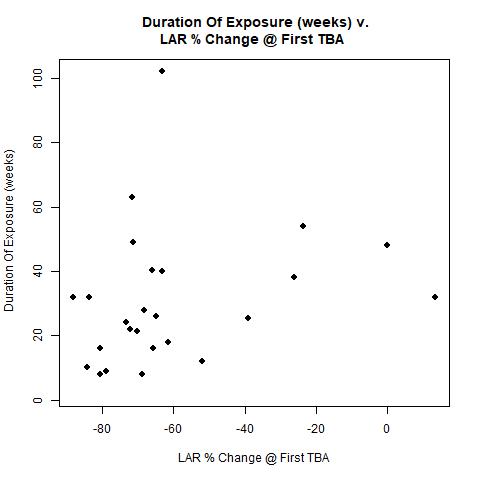 Duration Of Exposure (weeks) v.
LAR % Change @ First TBA
Duration Of Exposure (weeks)
100
80
60
40
20
0
-80 -60 -40 -20 0
LAR % Change @ First TBA